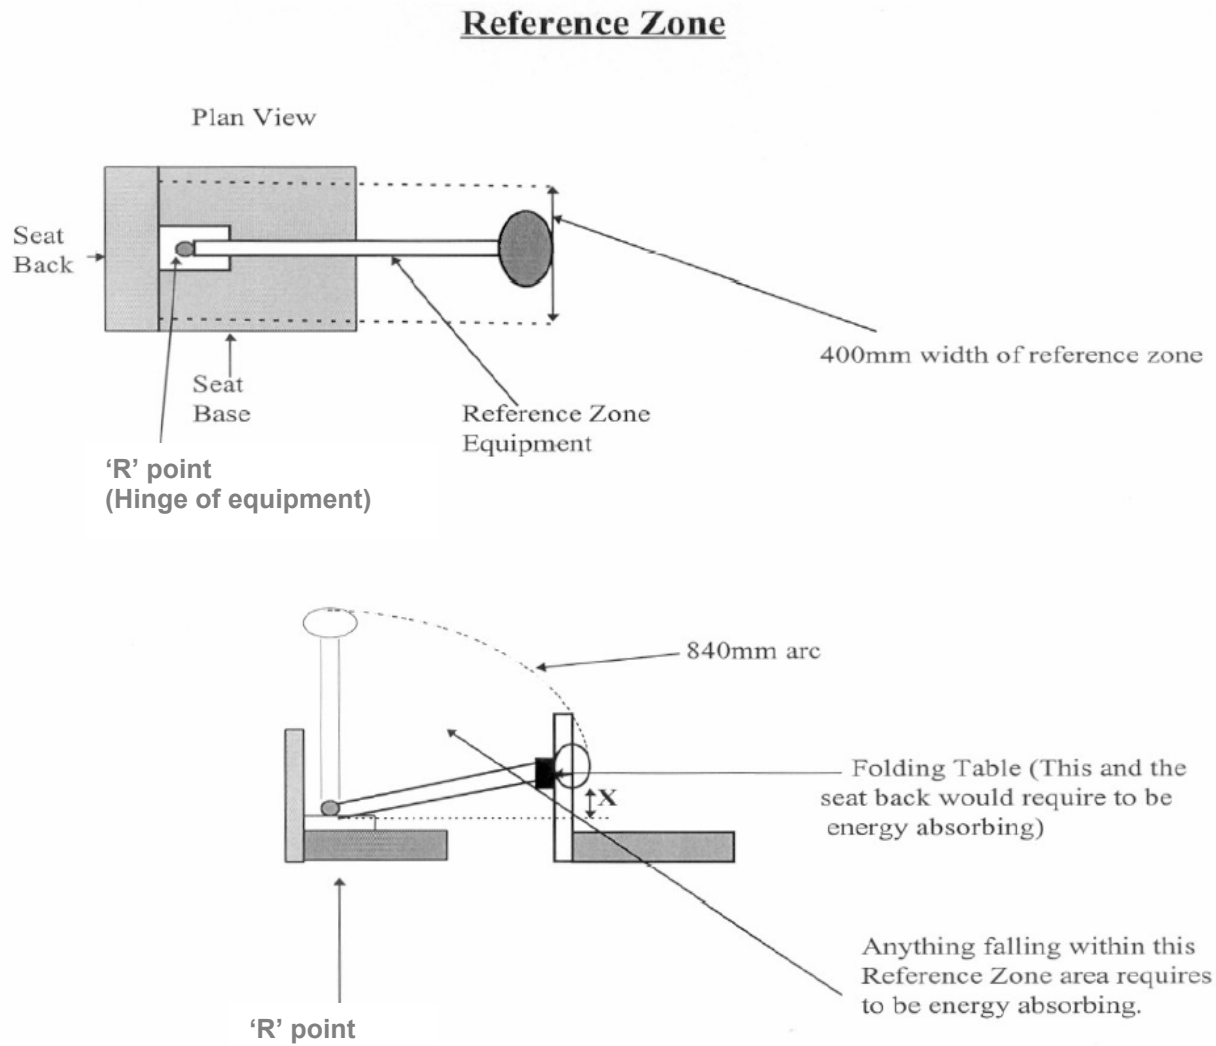 Reference Zone
Plan View
Seat
Back
400mm width of reference zone
Seat
Base
Reference Zone
Equipment
‘R’ point
(Hinge of equipment)
840mm arc
Folding Table (This and the
seat back would require to be
energy absorbing)
X
Anything falling within this
Reference Zone area requires
to be energy absorbing.
‘R’ point